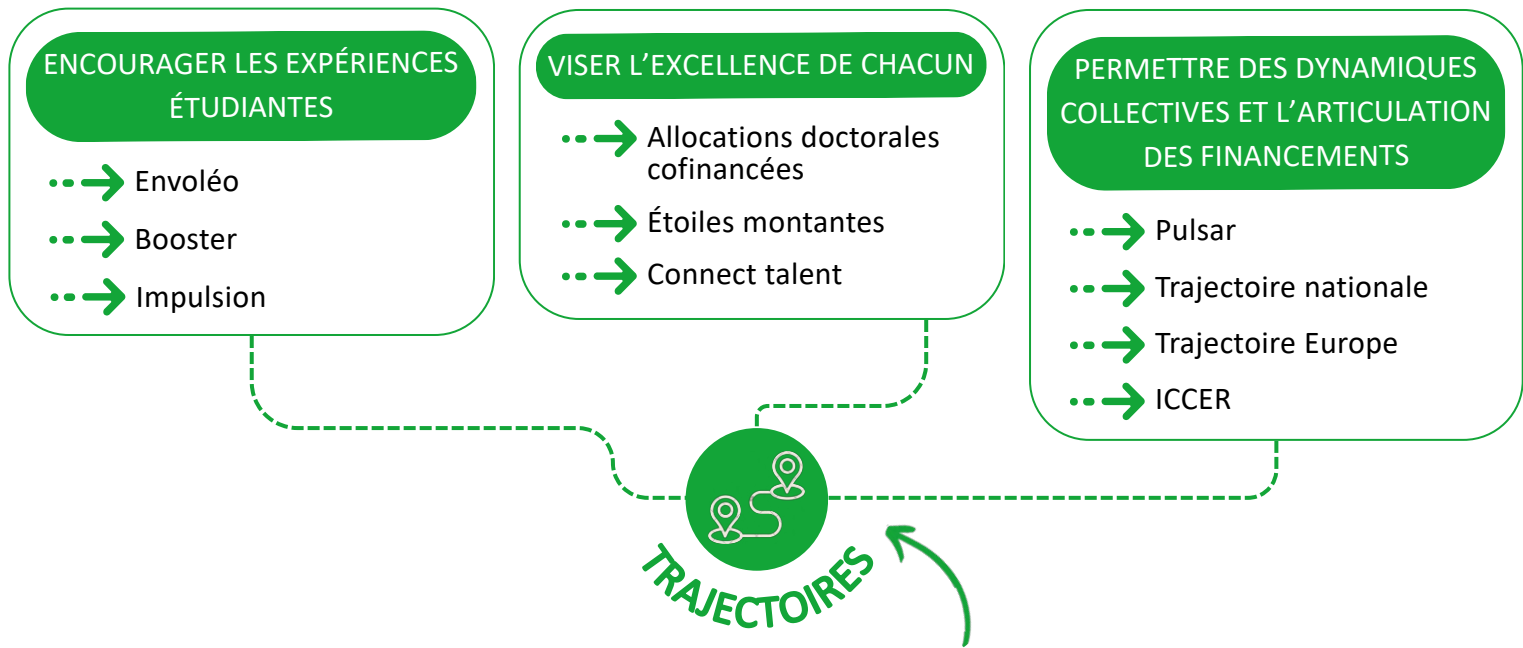 ENCOURAGER LES EXPÉRIENCES
ÉTUDIANTES
Envoléo
Booster
Impulsion
VISER L’EXCELLENCE DE CHACUN
Allocations doctorales
cofinancées
Étoiles montantes
Connect talent
PERMETTRE DES DYNAMIQUES
COLLECTIVES ET L’ARTICULATION
DES FINANCEMENTS
Pulsar
Trajectoire nationale
Trajectoire Europe
ICCER
TRAJECTOIRES